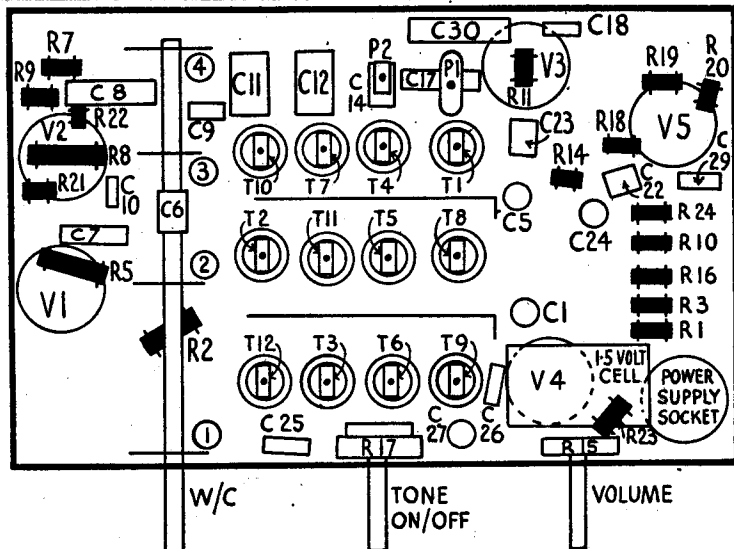 C30
C18
R7
④
P2
R9
C8
C11
C12
C
14
C17
P1
V3
R11
R19
R
20
V2
R22
C9
C23
R18
V5
R8
③
R14
C
29
R21
C
10
T10
T7
T4
T1
C
22
C6
C5
R24
T2
T11
T5
T8
C24
C7
R10
②
R5
R16
V1
C1
R3
R2
R1
T12
T3
T6
T9
1·5 VOLT
CELL
V4
POWER
SUPPLY
SOCKET
①
C25
C
27
C
26
R23
R17
R15
W/C
TONE
ON/OFF
VOLUME